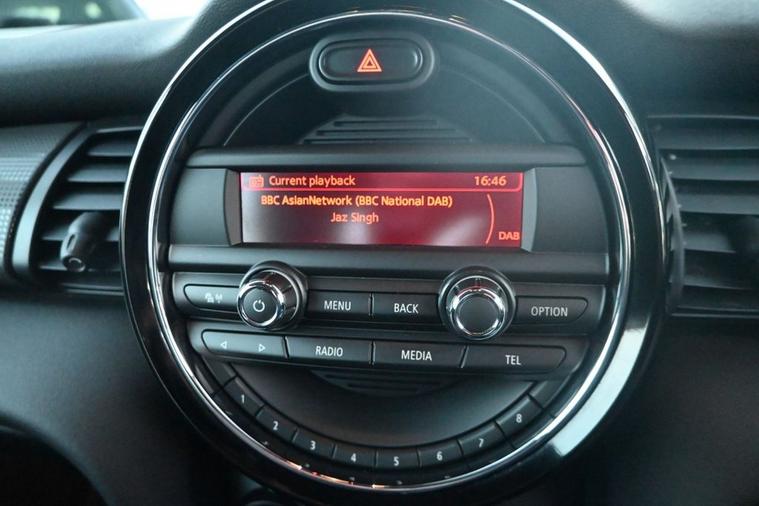 Current playback 16:46
BBC AsianNetwork (BBC National DAB)
Jaz Singh
DAB
MENU BACK OPTION
RADIO MEDIA TEL
1 2 3 4 5 6 7 8